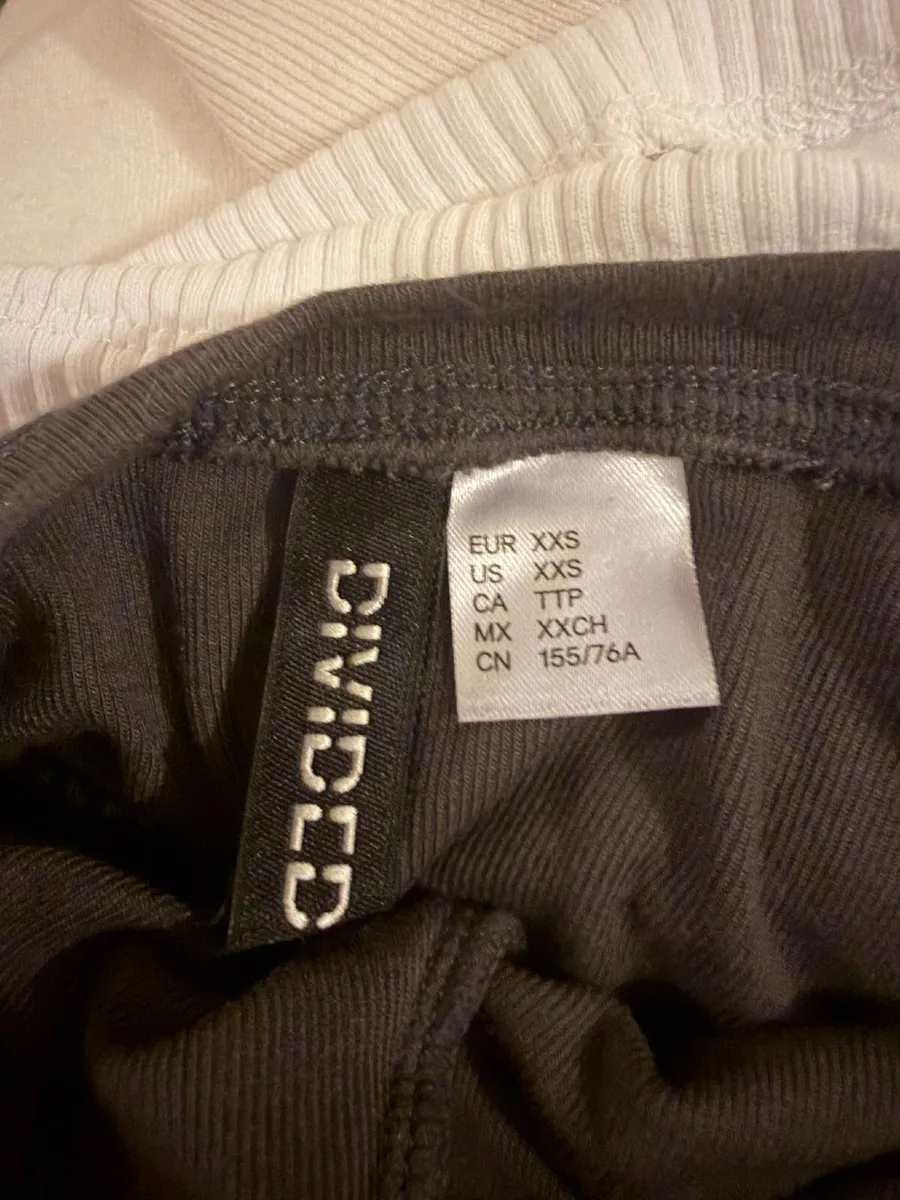 DIVIDED
EUR XXS
US XXS
CA TTP
MX XXCH
CN 155/76A